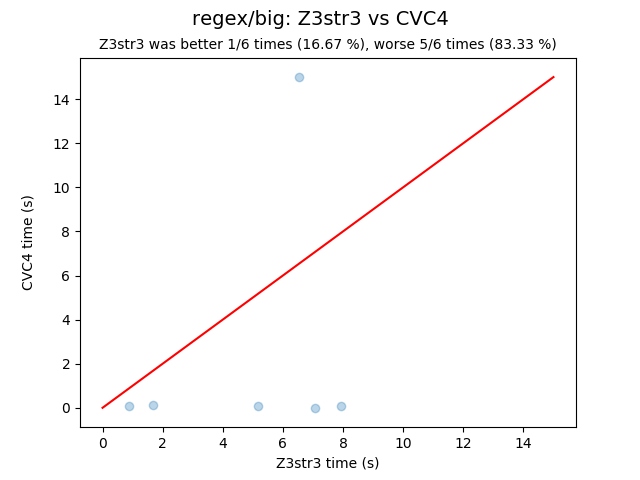 regex/big: Z3str3 vs CVC4
Z3str3 was better 1/6 times (16.67 %), worse 5/6 times (83.33 %)
CVC4 time (s)
14
12
10
8
6
4
2
0
0 2 4 6 8 10 12 14
Z3str3 time (s)